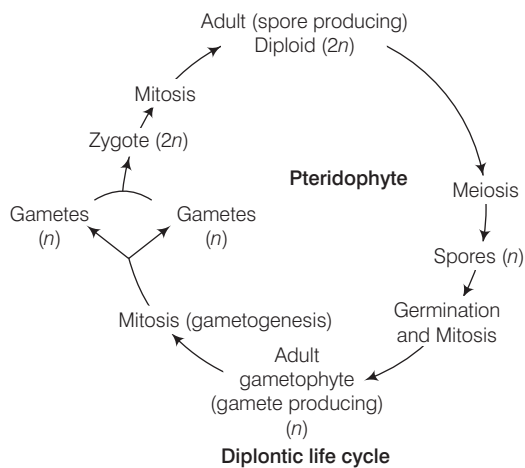 Adult (spore producing)
Diploid (2n)
Mitosis
Zygote (2n)
Pteridophyte
Meiosis
Gametes
(n)
Gametes
(n)
Spores (n)
Germination
and Mitosis
Mitosis (gametogenesis)
Adult
gametophyte
(gamete producing)
(n)
Diplontic life cycle